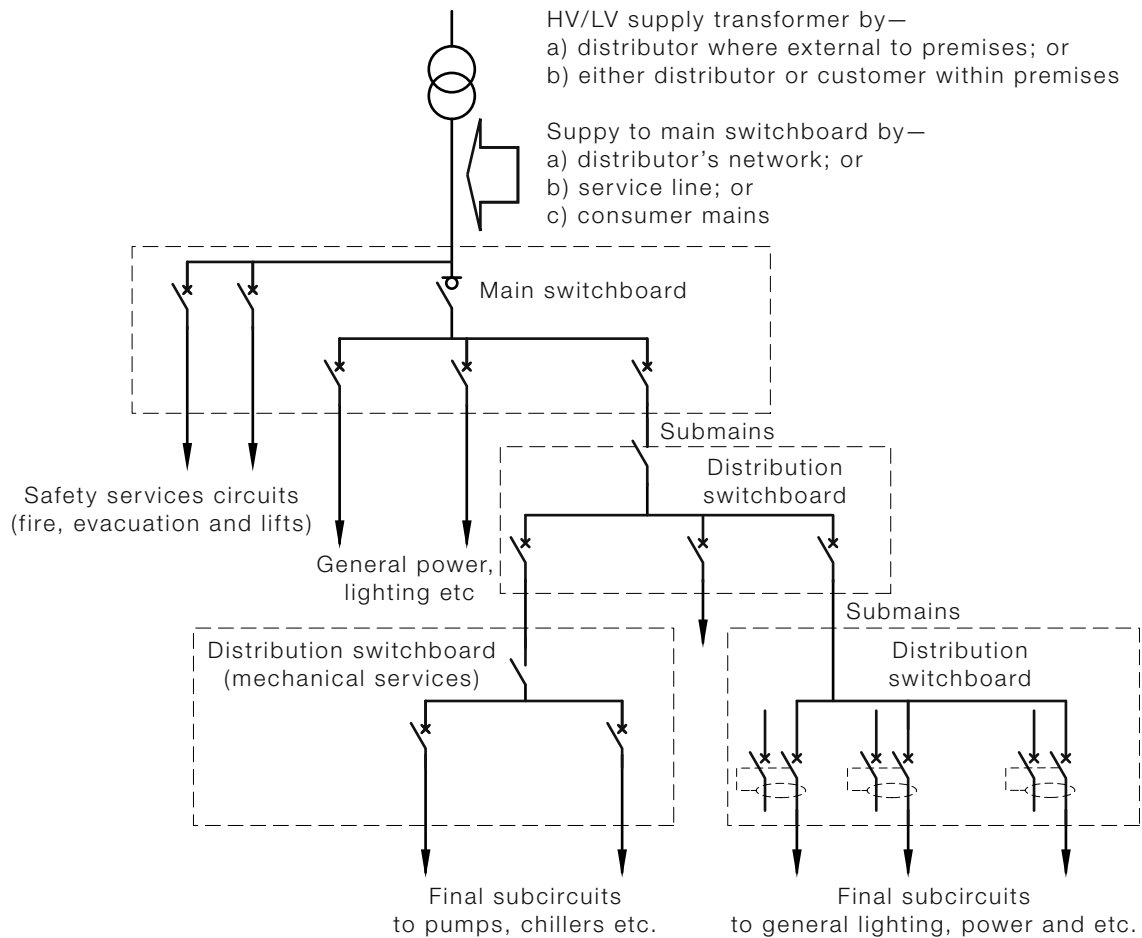 HV/LV supply transformer by—
a) distributor where external to premises; or
b) either distributor or customer within premises
Suppy to main switchboard by—
a) distributor's network; or
b) service line; or
c) consumer mains
Main switchboard
Submains
Distribution
switchboard
Safety services circuits
(fire, evacuation and lifts)
General power,
lighting etc
Submains
Distribution switchboard
(mechanical services)
Distribution
switchboard
Final subcircuits
to pumps, chillers etc.
Final subcircuits
to general lighting, power and etc.